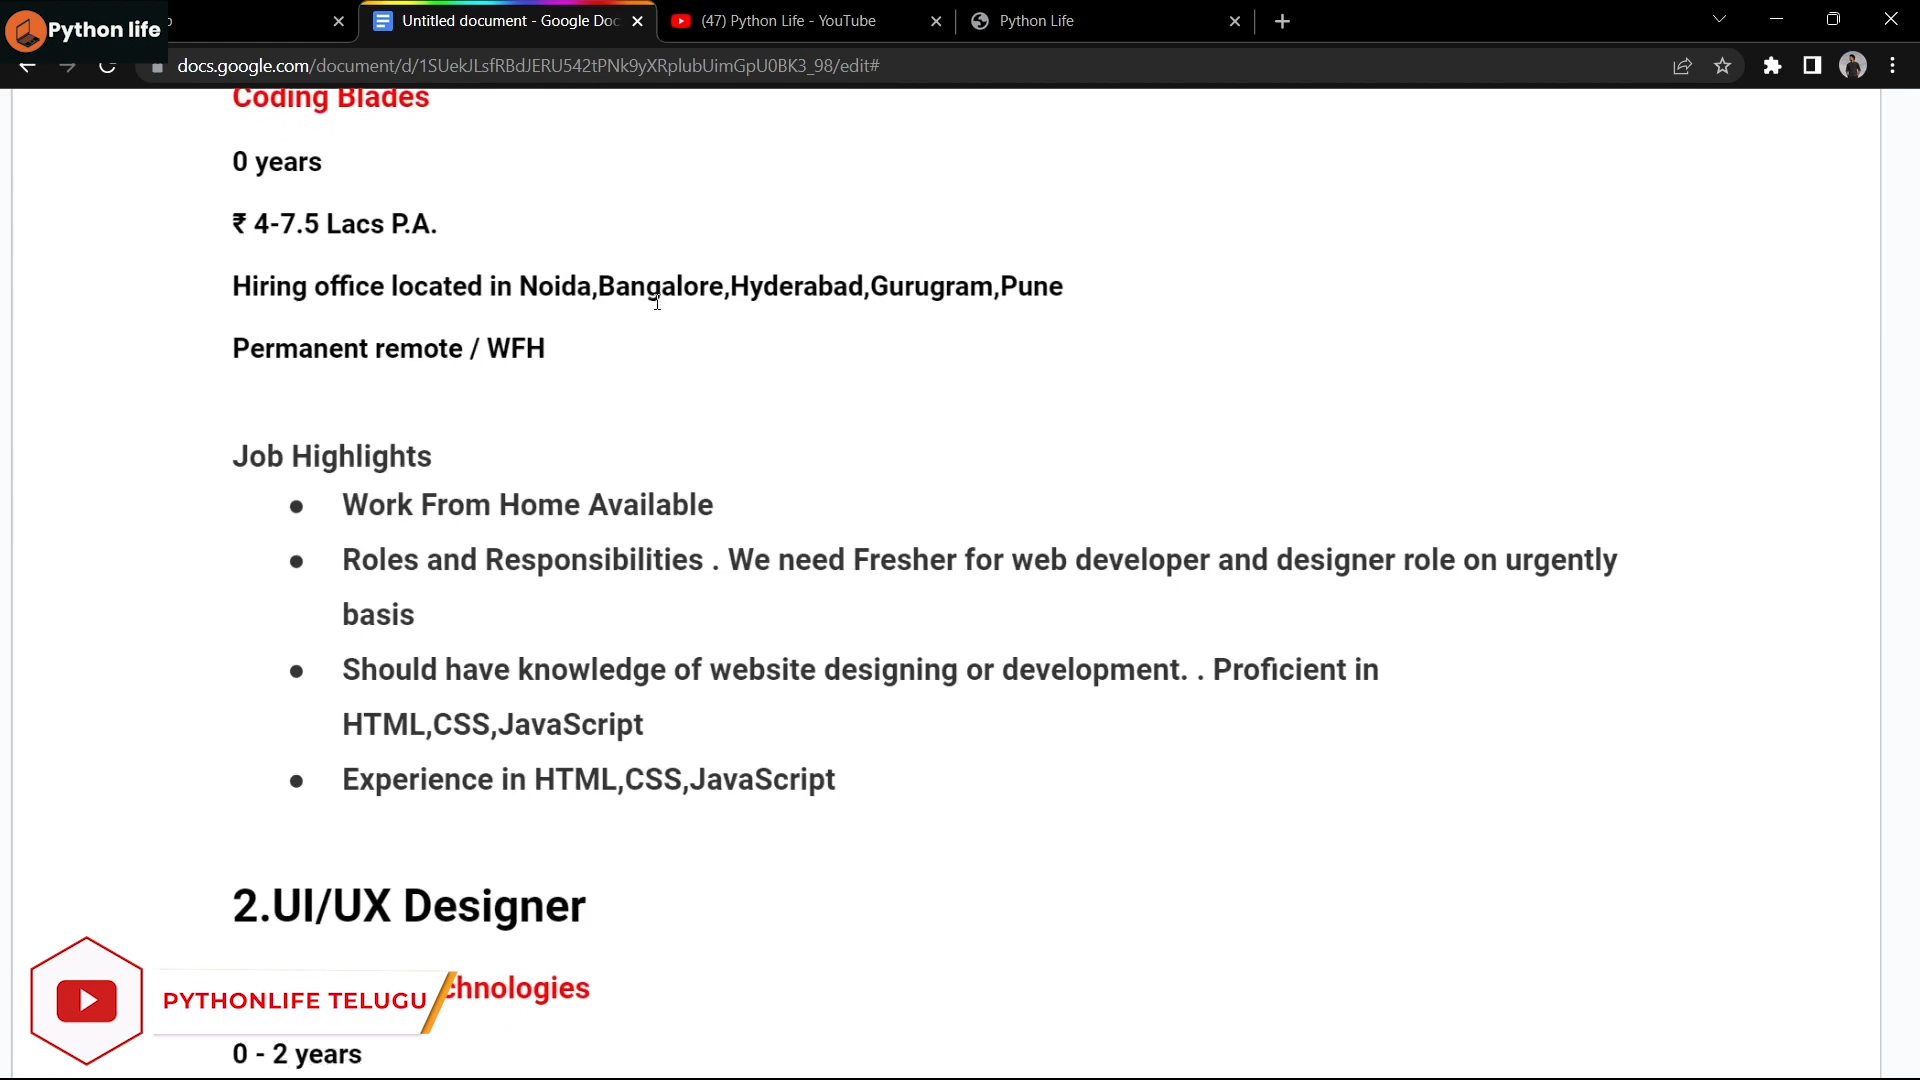 Python life
Untitled document - Google Doc
(47) Python Life - YouTube
Python Life
docs.google.com/document/d/1SUekJLsfRBdJERU542tPNk9yXRplubUimGpU0BK3_98/edit#
Coding Blades
0 years
₹ 4-7.5 Lacs P.A.
Hiring office located in Noida,Bangalore,Hyderabad,Gurugram,Pune
Permanent remote / WFH
Job Highlights
● Work From Home Available
● Roles and Responsibilities . We need Fresher for web developer and designer role on urgently
basis
● Should have knowledge of website designing or development. . Proficient in
HTML,CSS,JavaScript
● Experience in HTML,CSS,JavaScript
2.UI/UX Designer
chnologies
PYTHONLIFE TELUGU
0 - 2 years